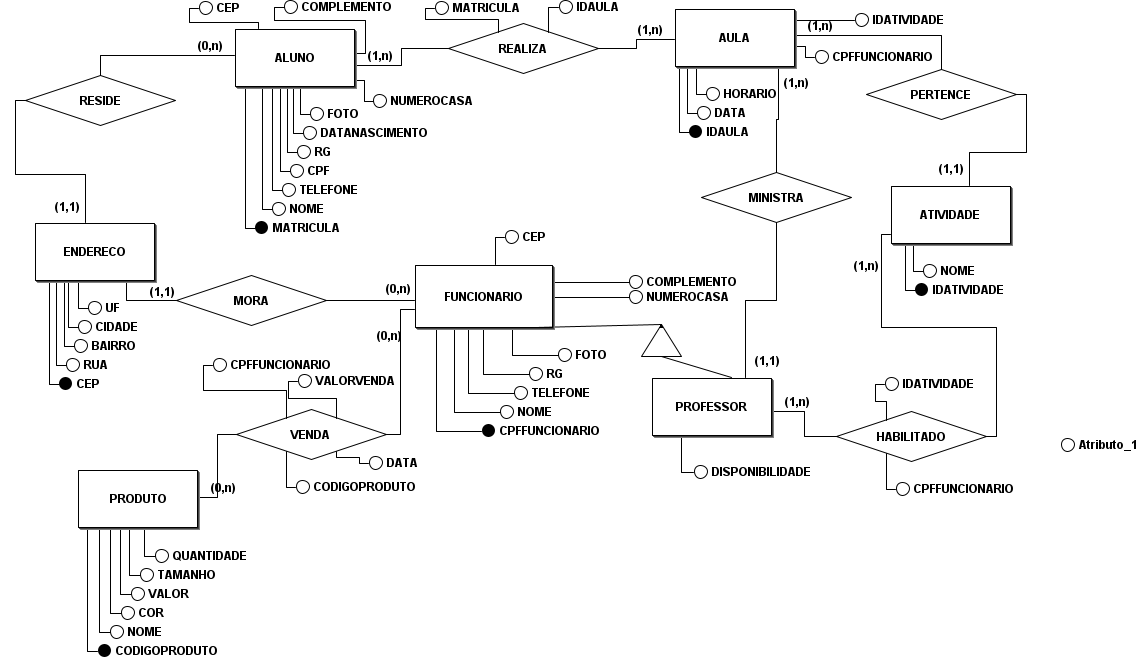 CEP
COMPLEMENTO
MATRICULA
IDAULA
(0,n)
ALUNO
(1,n)
REALIZA
(1,n)
AULA
(1,n)
IDATIVIDADE
CPFFUNCIONARIO
RESIDE
NUMEROCASA
FOTO
DATANASCIMENTO
RG
CPF
TELEFONE
NOME
MATRICULA
HORARIO
DATA
IDAULA
(1,n)
PERTENCE
(1,1)
MINISTRA
ATIVIDADE
(1,1)
ENDERECO
CEP
(1,n)
NOME
IDATIVIDADE
(1,1)
MORA
(0,n)
FUNCIONARIO
COMPLEMENTO
NUMEROCASA
UF
CIDADE
BAIRRO
RUA
CEP
(0,n)
FOTO
RG
TELEFONE
NOME
CPFFUNCIONARIO
(1,1)
CPFFUNCIONARIO
VALORVENDA
VENDA
DATA
CODIGOPRODUTO
PROFESSOR
(1,n)
IDATIVIDADE
HABILITADO
CPFFUNCIONARIO
DISPONIBILIDADE
Atributo_1
PRODUTO
(0,n)
QUANTIDADE
TAMANHO
VALOR
COR
NOME
CODIGOPRODUTO